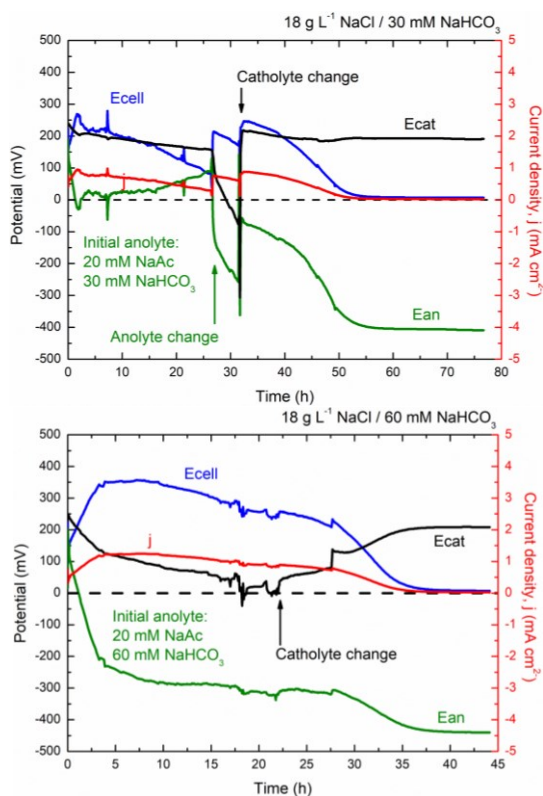 18 g L⁻¹ NaCl / 30 mM NaHCO₃
500
400
300
200
100
0
-100
-200
-300
-400
-500
Potential (mV)
Ecell
Catholyte change
Ecat
j
Initial anolyte:
20 mM NaAc
30 mM NaHCO₃
Anolyte change
Ean
5
4
3
2
1
0
-1
-2
-3
-4
-5
Current density, j (mA cm²⁻)
0 10 20 30 40 50 60 70 80
Time (h)
18 g L⁻¹ NaCl / 60 mM NaHCO₃
500
400
300
200
100
0
-100
-200
-300
-400
-500
Potential (mV)
Ecell
j
Ecat
Initial anolyte:
20 mM NaAc
60 mM NaHCO₃
Catholyte change
Ean
5
4
3
2
1
0
-1
-2
-3
-4
-5
Current density, j (mA cm²⁻)
0 5 10 15 20 25 30 35 40 45
Time (h)